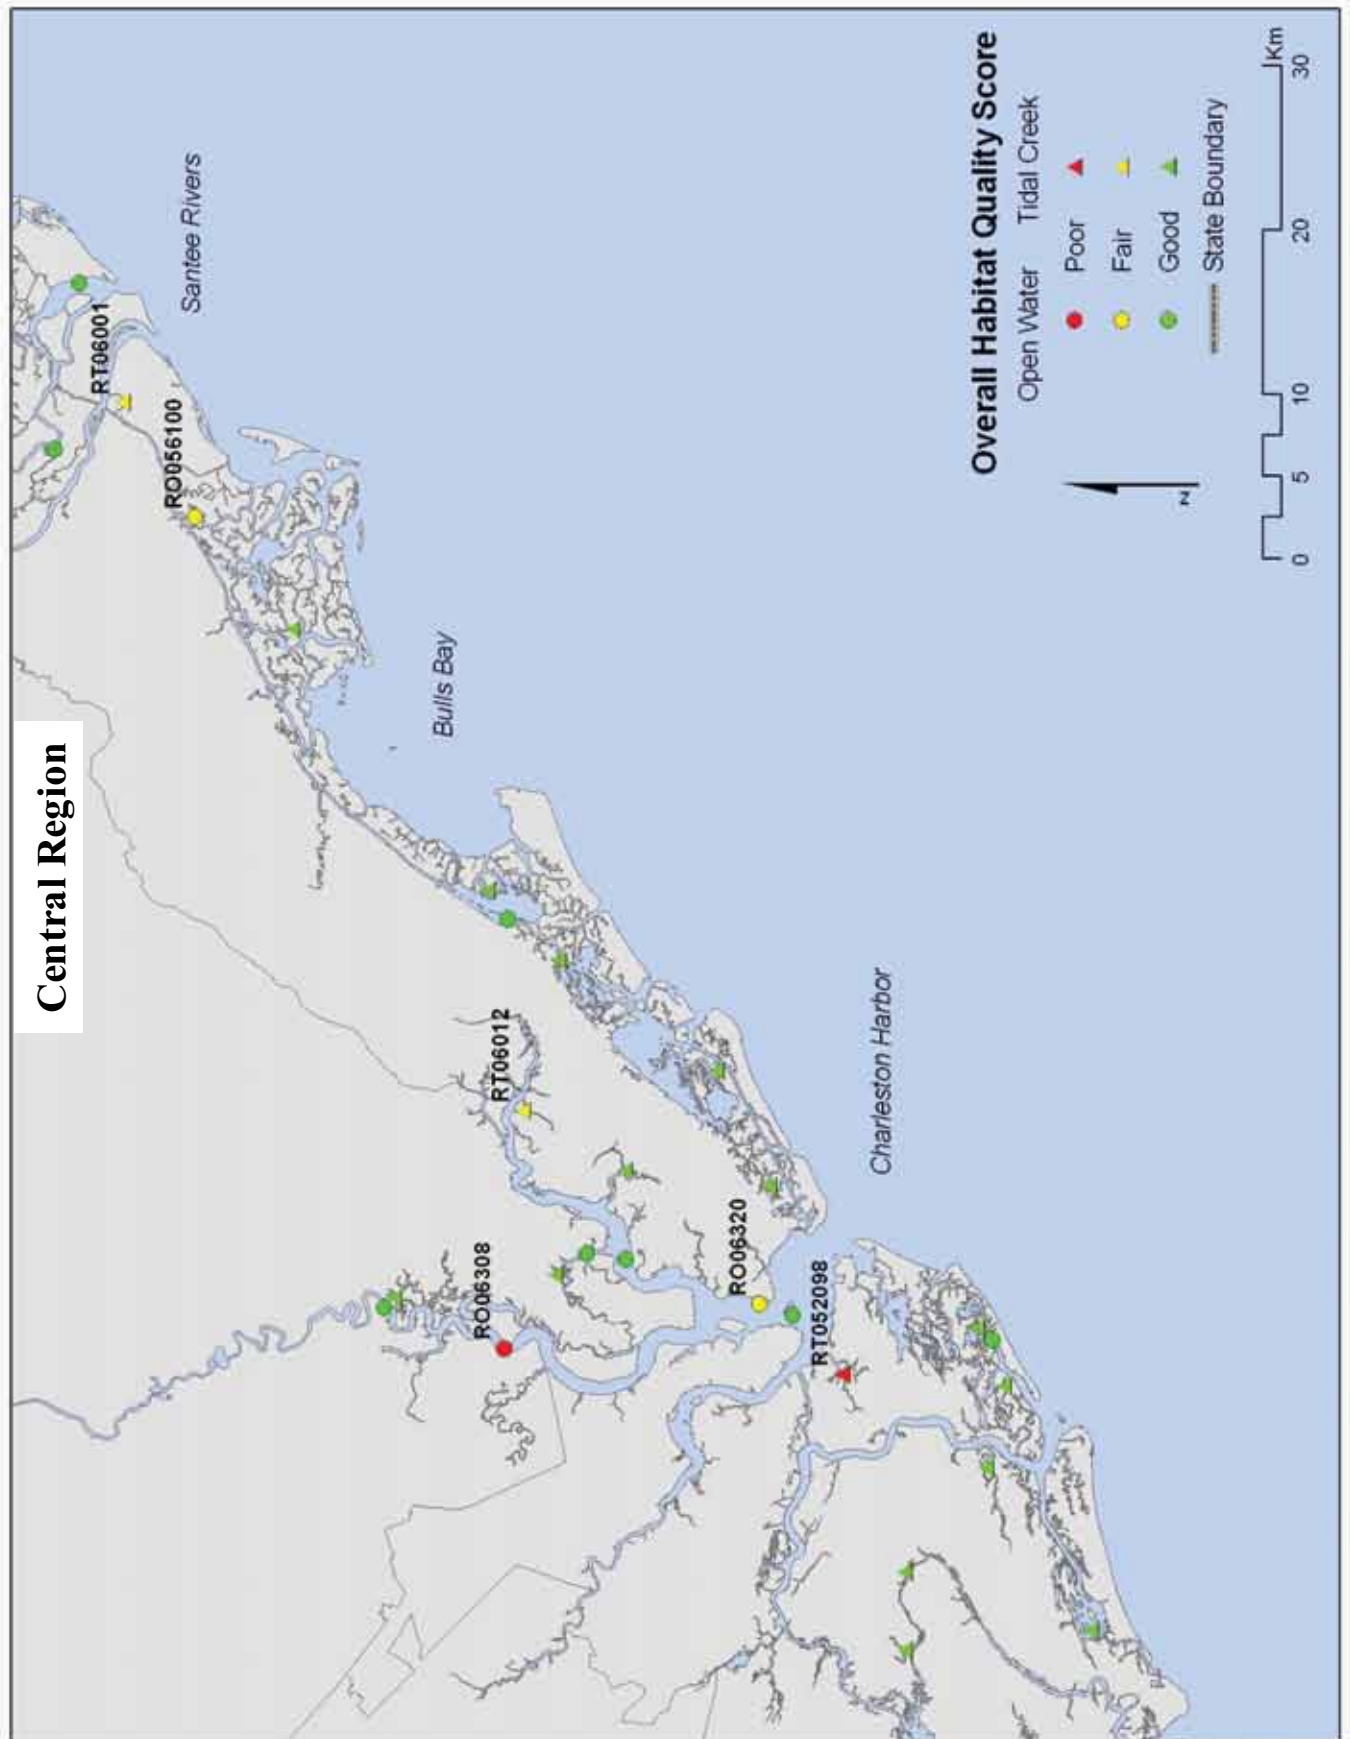 Central Region
Santee Rivers
RT06001
RO056100
Bulls Bay
RT06012
RO06308
RO06320
RT052098
Charleston Harbor
Overall Habitat Quality Score
Open Water Tidal Creek
Poor
Fair
Good
State Boundary
N
0 5 10 20 30
Km